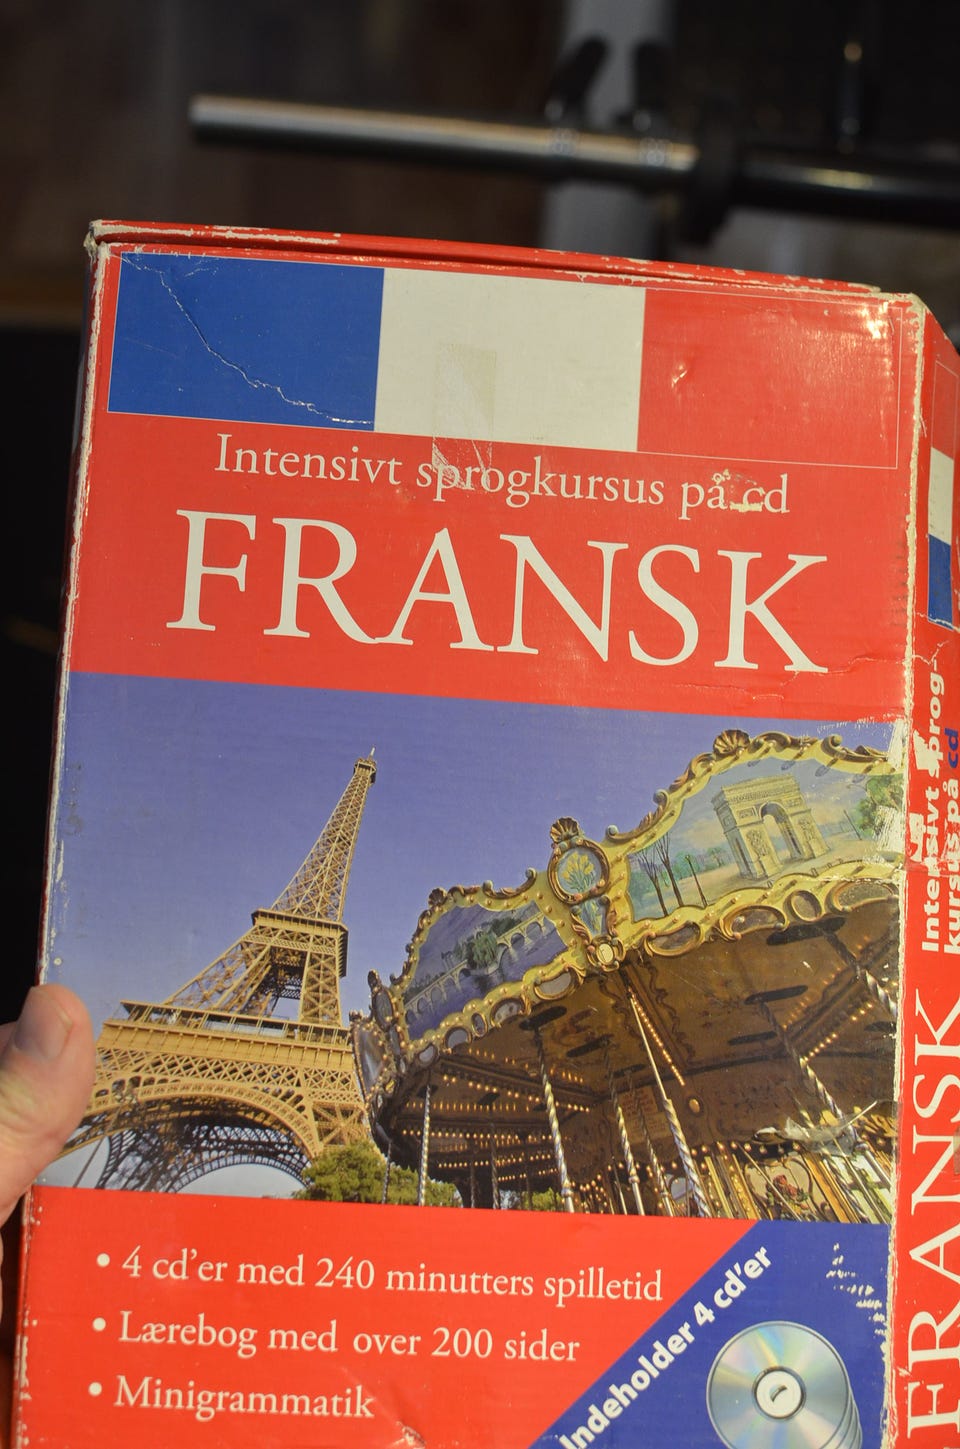 Intensivt sprogkursus på cd
FRANSK
• 4 cd'er med 240 minutters spilletid
• Lærebog med over 200 sider
• Minigrammatik
Indeholder 4 cd'er
Intensivt sprog-
kursus på cd
FRANSK